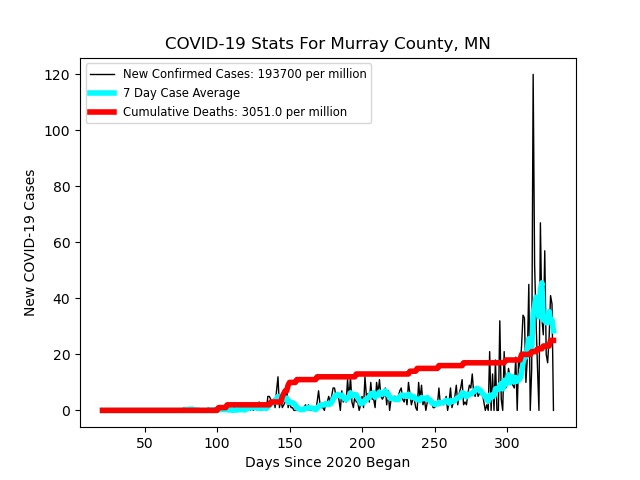 COVID-19 Stats For Murray County, MN
New Confirmed Cases: 193700 per million
7 Day Case Average
Cumulative Deaths: 3051.0 per million
New COVID-19 Cases
120
100
80
60
40
20
0
50 100 150 200 250 300
Days Since 2020 Began